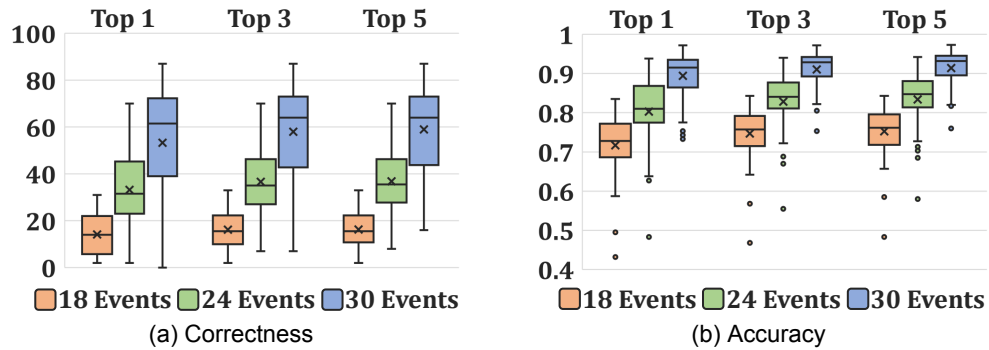 Top 1 Top 3 Top 5
100
80
60
40
20
0
18 Events 24 Events 30 Events
(a) Correctness
Top 1 Top 3 Top 5
1
0.9
0.8
0.7
0.6
0.5
0.4
18 Events 24 Events 30 Events
(b) Accuracy